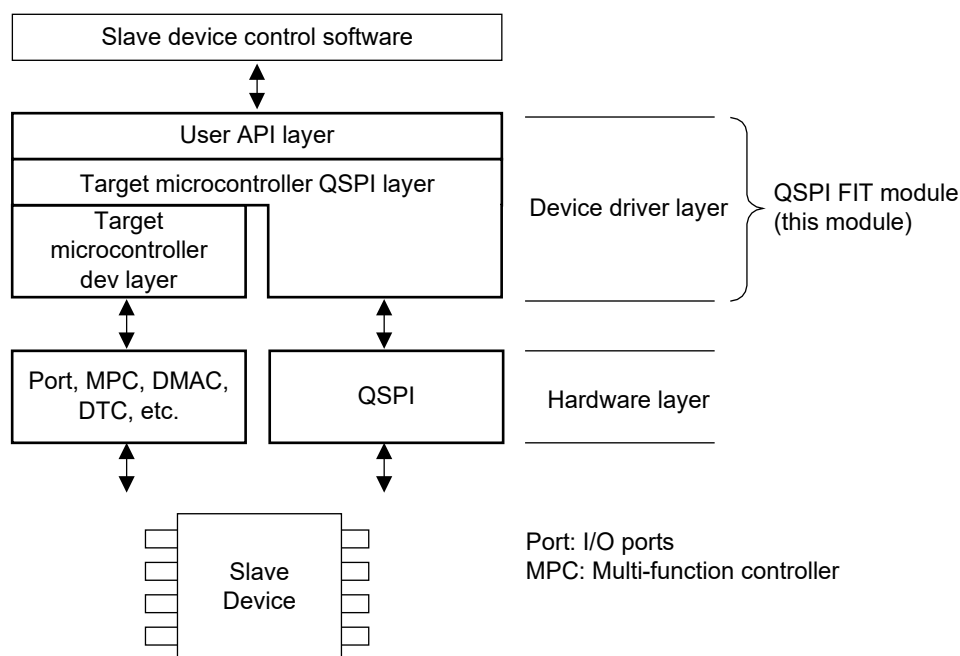 Slave device control software
User API layer
Target microcontroller QSPI layer
Target
microcontroller
dev layer
Device driver layer
QSPI FIT module
(this module)
Port, MPC, DMAC,
DTC, etc.
QSPI
Hardware layer
Slave
Device
Port: I/O ports
MPC: Multi-function controller